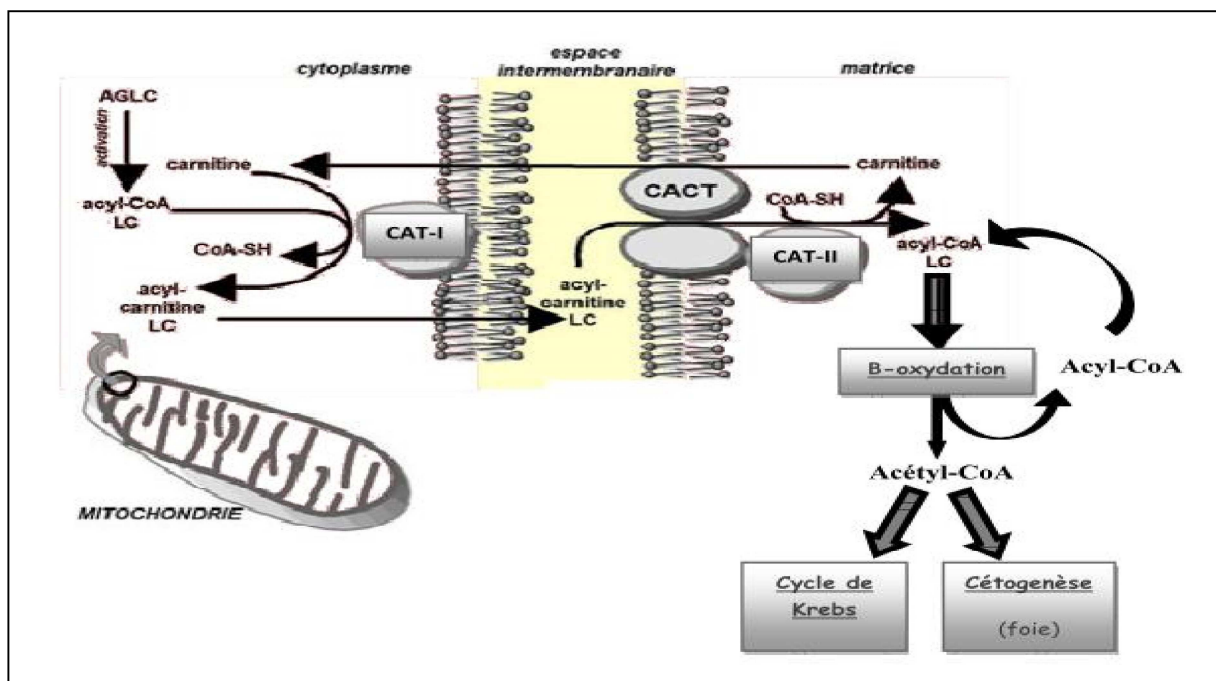 cytoplasme
espace
intermembranaire
matrice
AGLC
activation
carnitine
acyl-CoA
LC
CoA-SH
acyl-
carnitine
LC
CAT-I
acyl-
carnitine
LC
CACT
CoA-SH
CAT-II
carnitine
acyl-CoA
LC
B-oxydation
Acyl-CoA
Acétyl-CoA
MITOCHONDRIE
Cycle de
Krebs
Cétogenèse
(foie)